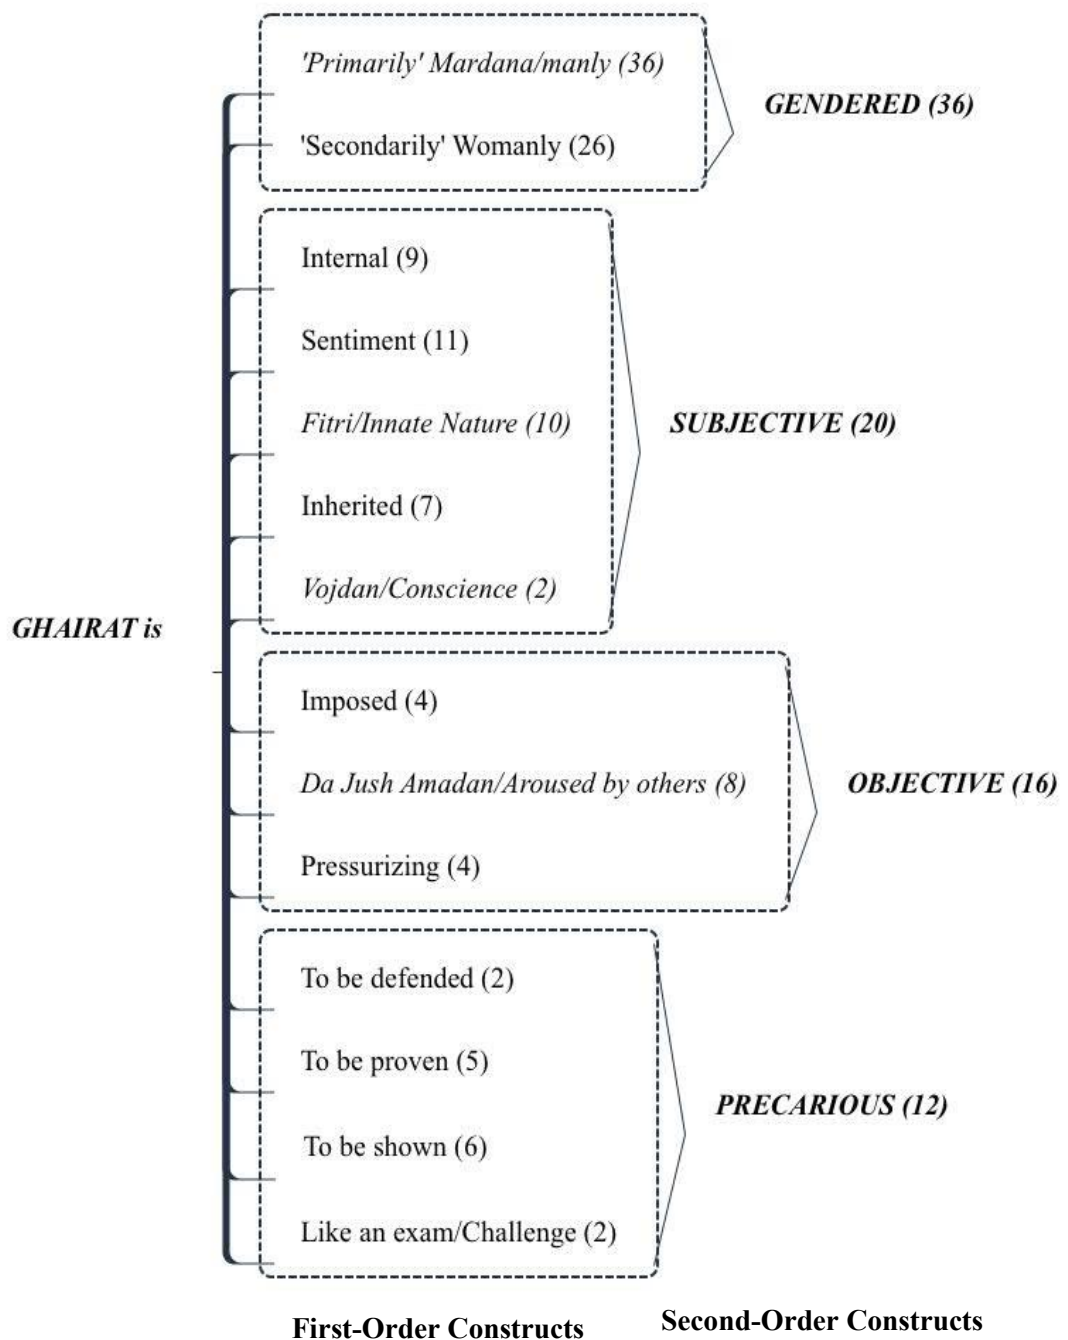 'Primarily' Mardana/manly (36)
GENDERED (36)
'Secondarily' Womanly (26)
Internal (9)
Sentiment (11)
Fitri/Innate Nature (10)
SUBJECTIVE (20)
Inherited (7)
Vojdan/Conscience (2)
GHAIRAT is
Imposed (4)
Da Jush Amadan/Aroused by others (8)
OBJECTIVE (16)
Pressurizing (4)
To be defended (2)
To be proven (5)
PRECARIOUS (12)
To be shown (6)
Like an exam/Challenge (2)
First-Order Constructs
Second-Order Constructs